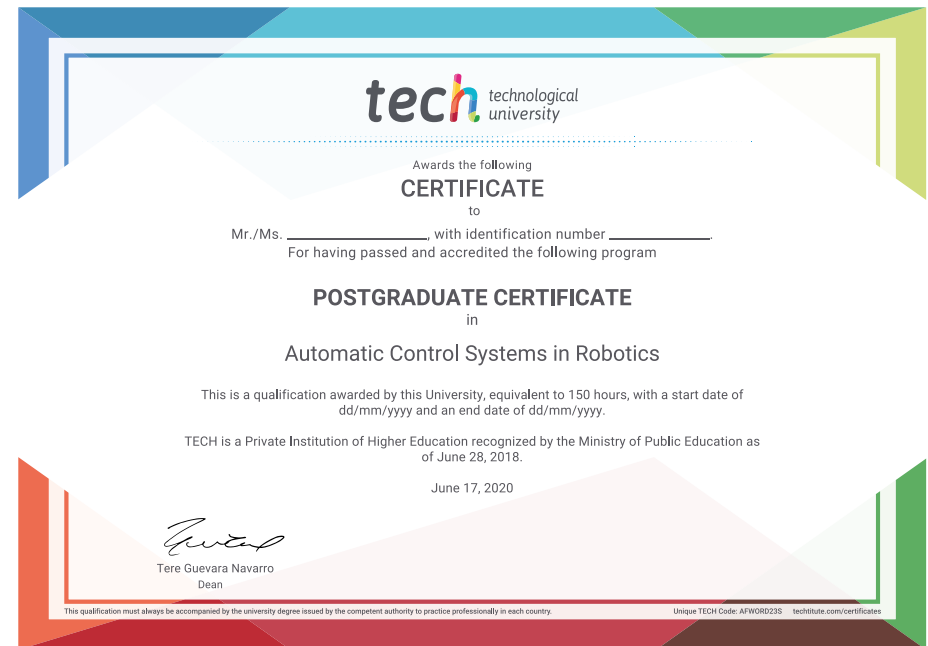 tech technological
university
Awards the following
CERTIFICATE
to
Mr./Ms. ____________________, with identification number ______________.
For having passed and accredited the following program
POSTGRADUATE CERTIFICATE
in
Automatic Control Systems in Robotics
This is a qualification awarded by this University, equivalent to 150 hours, with a start date of
dd/mm/yyyy and an end date of dd/mm/yyyy.
TECH is a Private Institution of Higher Education recognized by the Ministry of Public Education as
of June 28, 2018.
June 17, 2020
Tere Guevara Navarro
Dean
This qualification must always be accompanied by the university degree issued by the competent authority to practice professionally in each country.
Unique TECH Code: AFWORD23S techtitute.com/certificates